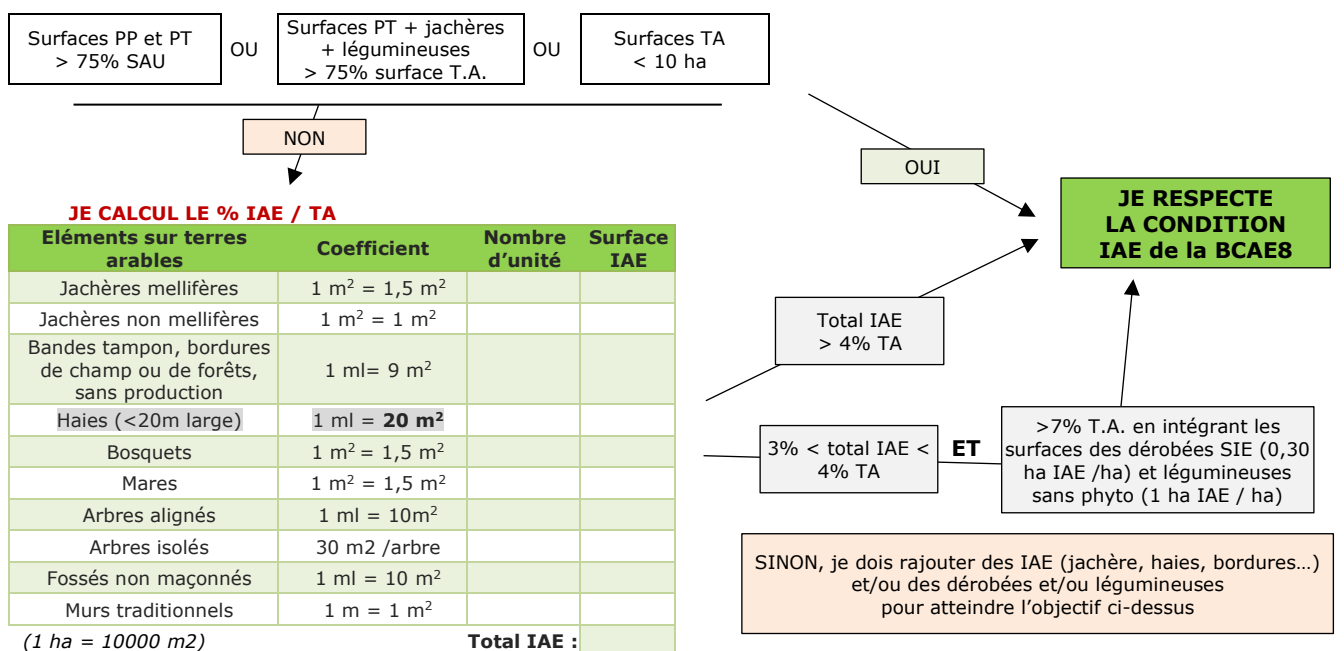 Surfaces PP et PT
> 75% SAU
OU
Surfaces PT + jachères
+ légumineuses
> 75% surface T.A.
OU
Surfaces TA
< 10 ha
NON
OUI
JE RESPECTE
LA CONDITION
IAE de la BCAE8
JE CALCUL LE % IAE / TA
Eléments sur terres
arables
Coefficient
Nombre
d’unité
Surface
IAE
Jachères mellifères 1 m² = 1,5 m²
Jachères non mellifères 1 m² = 1 m²
Bandes tampon, bordures
de champ ou de forêts,
sans production
1 ml= 9 m²
Haies (<20m large) 1 ml = 20 m²
Bosquets 1 m² = 1,5 m²
Mares 1 m² = 1,5 m²
Arbres alignés 1 ml = 10m²
Arbres isolés 30 m2 /arbre
Fossés non maçonnés 1 ml = 10 m²
Murs traditionnels 1 m = 1 m²
(1 ha = 10000 m2) Total IAE :
Total IAE
> 4% TA
3% < total IAE <
4% TA
ET
>7% T.A. en intégrant les
surfaces des dérobées SIE (0,30
ha IAE /ha) et légumineuses
sans phyto (1 ha IAE / ha)
SINON, je dois rajouter des IAE (jachère, haies, bordures…)
et/ou des dérobées et/ou légumineuses
pour atteindre l’objectif ci-dessus